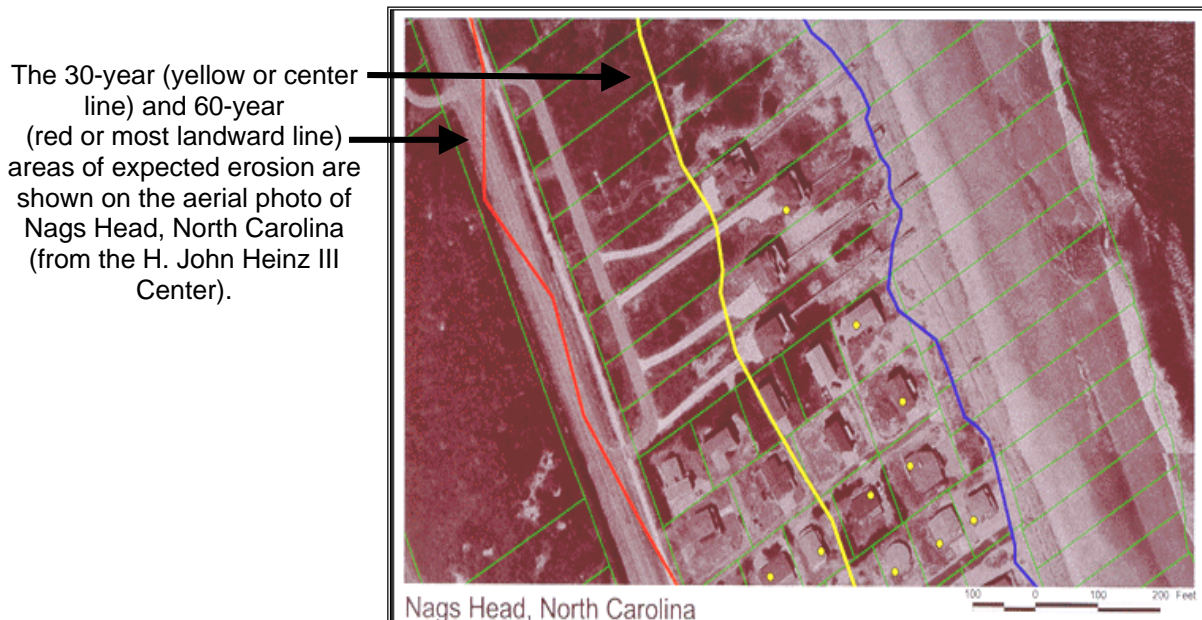 The 30-year (yellow or center
line) and 60-year
(red or most landward line)
areas of expected erosion are
shown on the aerial photo of
Nags Head, North Carolina
(from the H. John Heinz III
Center).
Nags Head, North Carolina
100 0 100 200 Feet